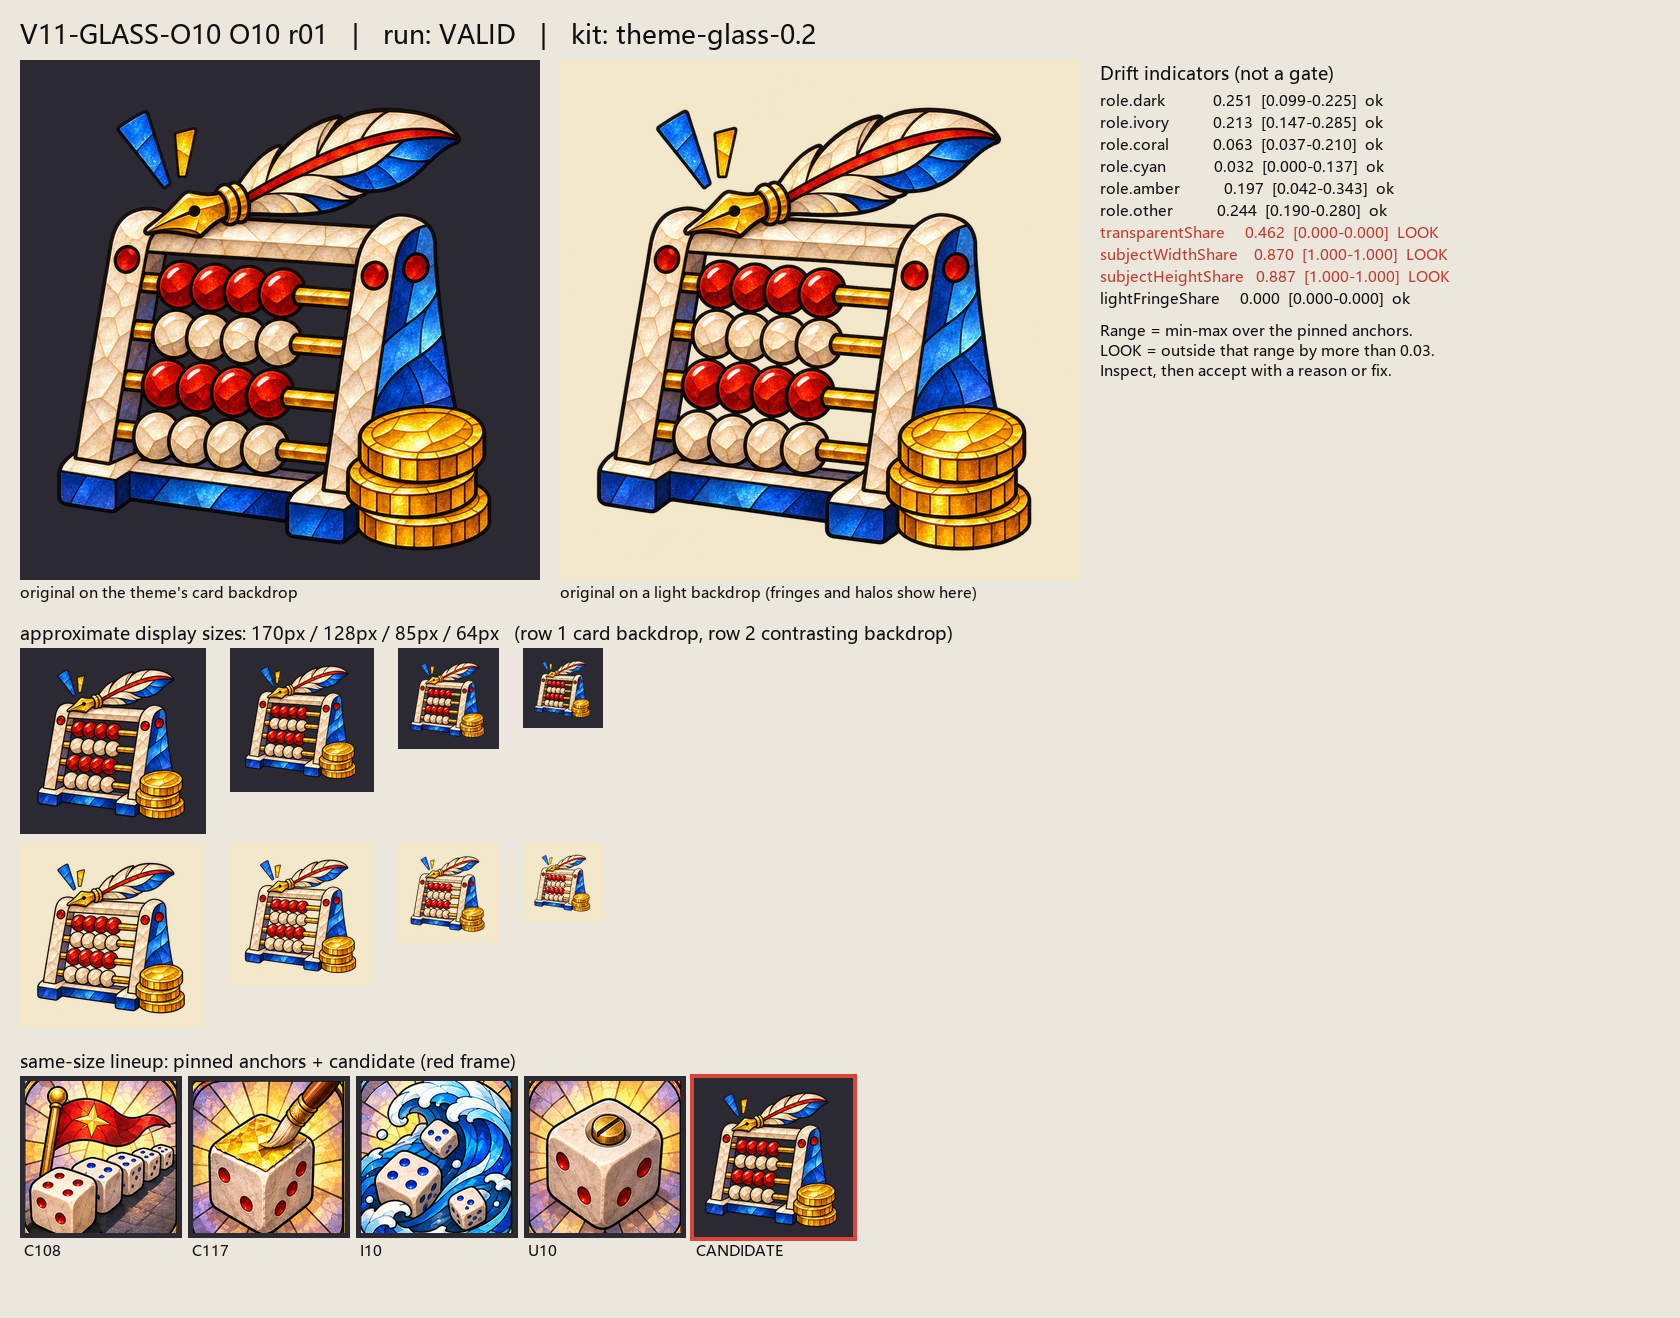 V11-GLASS-O10 O10 r01   |   run: VALID   |   kit: theme-glass-0.2
Drift indicators (not a gate)
role.dark 0.251 [0.099-0.225] ok
role.ivory 0.213 [0.147-0.285] ok
role.coral 0.063 [0.037-0.210] ok
role.cyan 0.032 [0.000-0.137] ok
role.amber 0.197 [0.042-0.343] ok
role.other 0.244 [0.190-0.280] ok
transparentShare 0.462 [0.000-0.000] LOOK
subjectWidthShare 0.870 [1.000-1.000] LOOK
subjectHeightShare 0.887 [1.000-1.000] LOOK
lightFringeShare 0.000 [0.000-0.000] ok
Range = min-max over the pinned anchors.
LOOK = outside that range by more than 0.03.
Inspect, then accept with a reason or fix.
original on the theme's card backdrop
original on a light backdrop (fringes and halos show here)
approximate display sizes: 170px / 128px / 85px / 64px   (row 1 card backdrop, row 2 contrasting backdrop)
same-size lineup: pinned anchors + candidate (red frame)
C108
C117
I10
U10
CANDIDATE